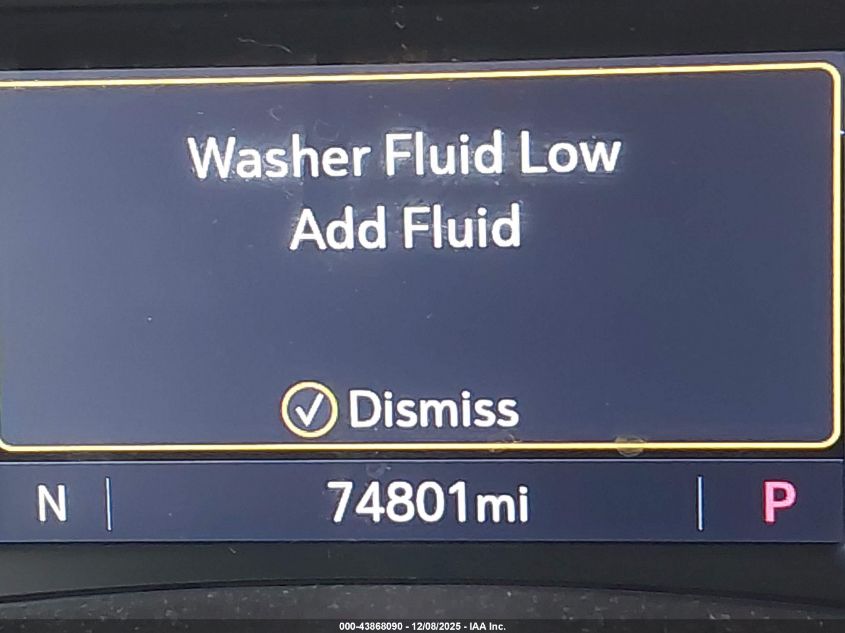 Washer Fluid Low
Add Fluid
Dismiss
N 74801mi P
000-43868090 - 12/08/2025 - IAA Inc.